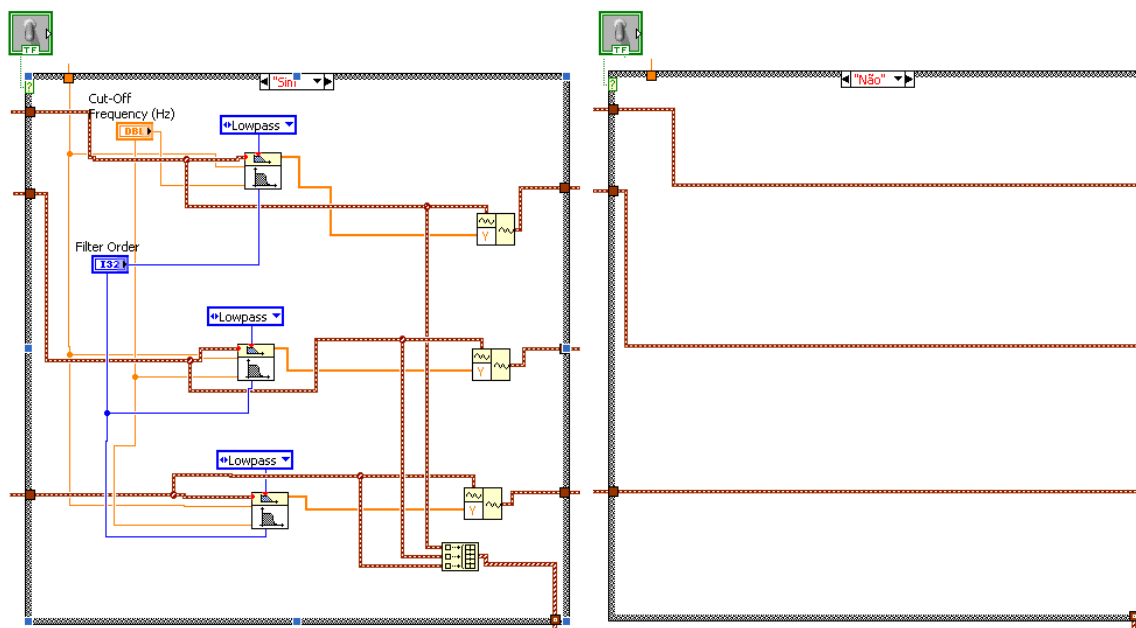 TF
?
"Sim"
Cut-Off
Frequency (Hz)
DBL
Lowpass
Y
Filter Order
I32
Lowpass
Y
Lowpass
Y
TF
?
"Não"